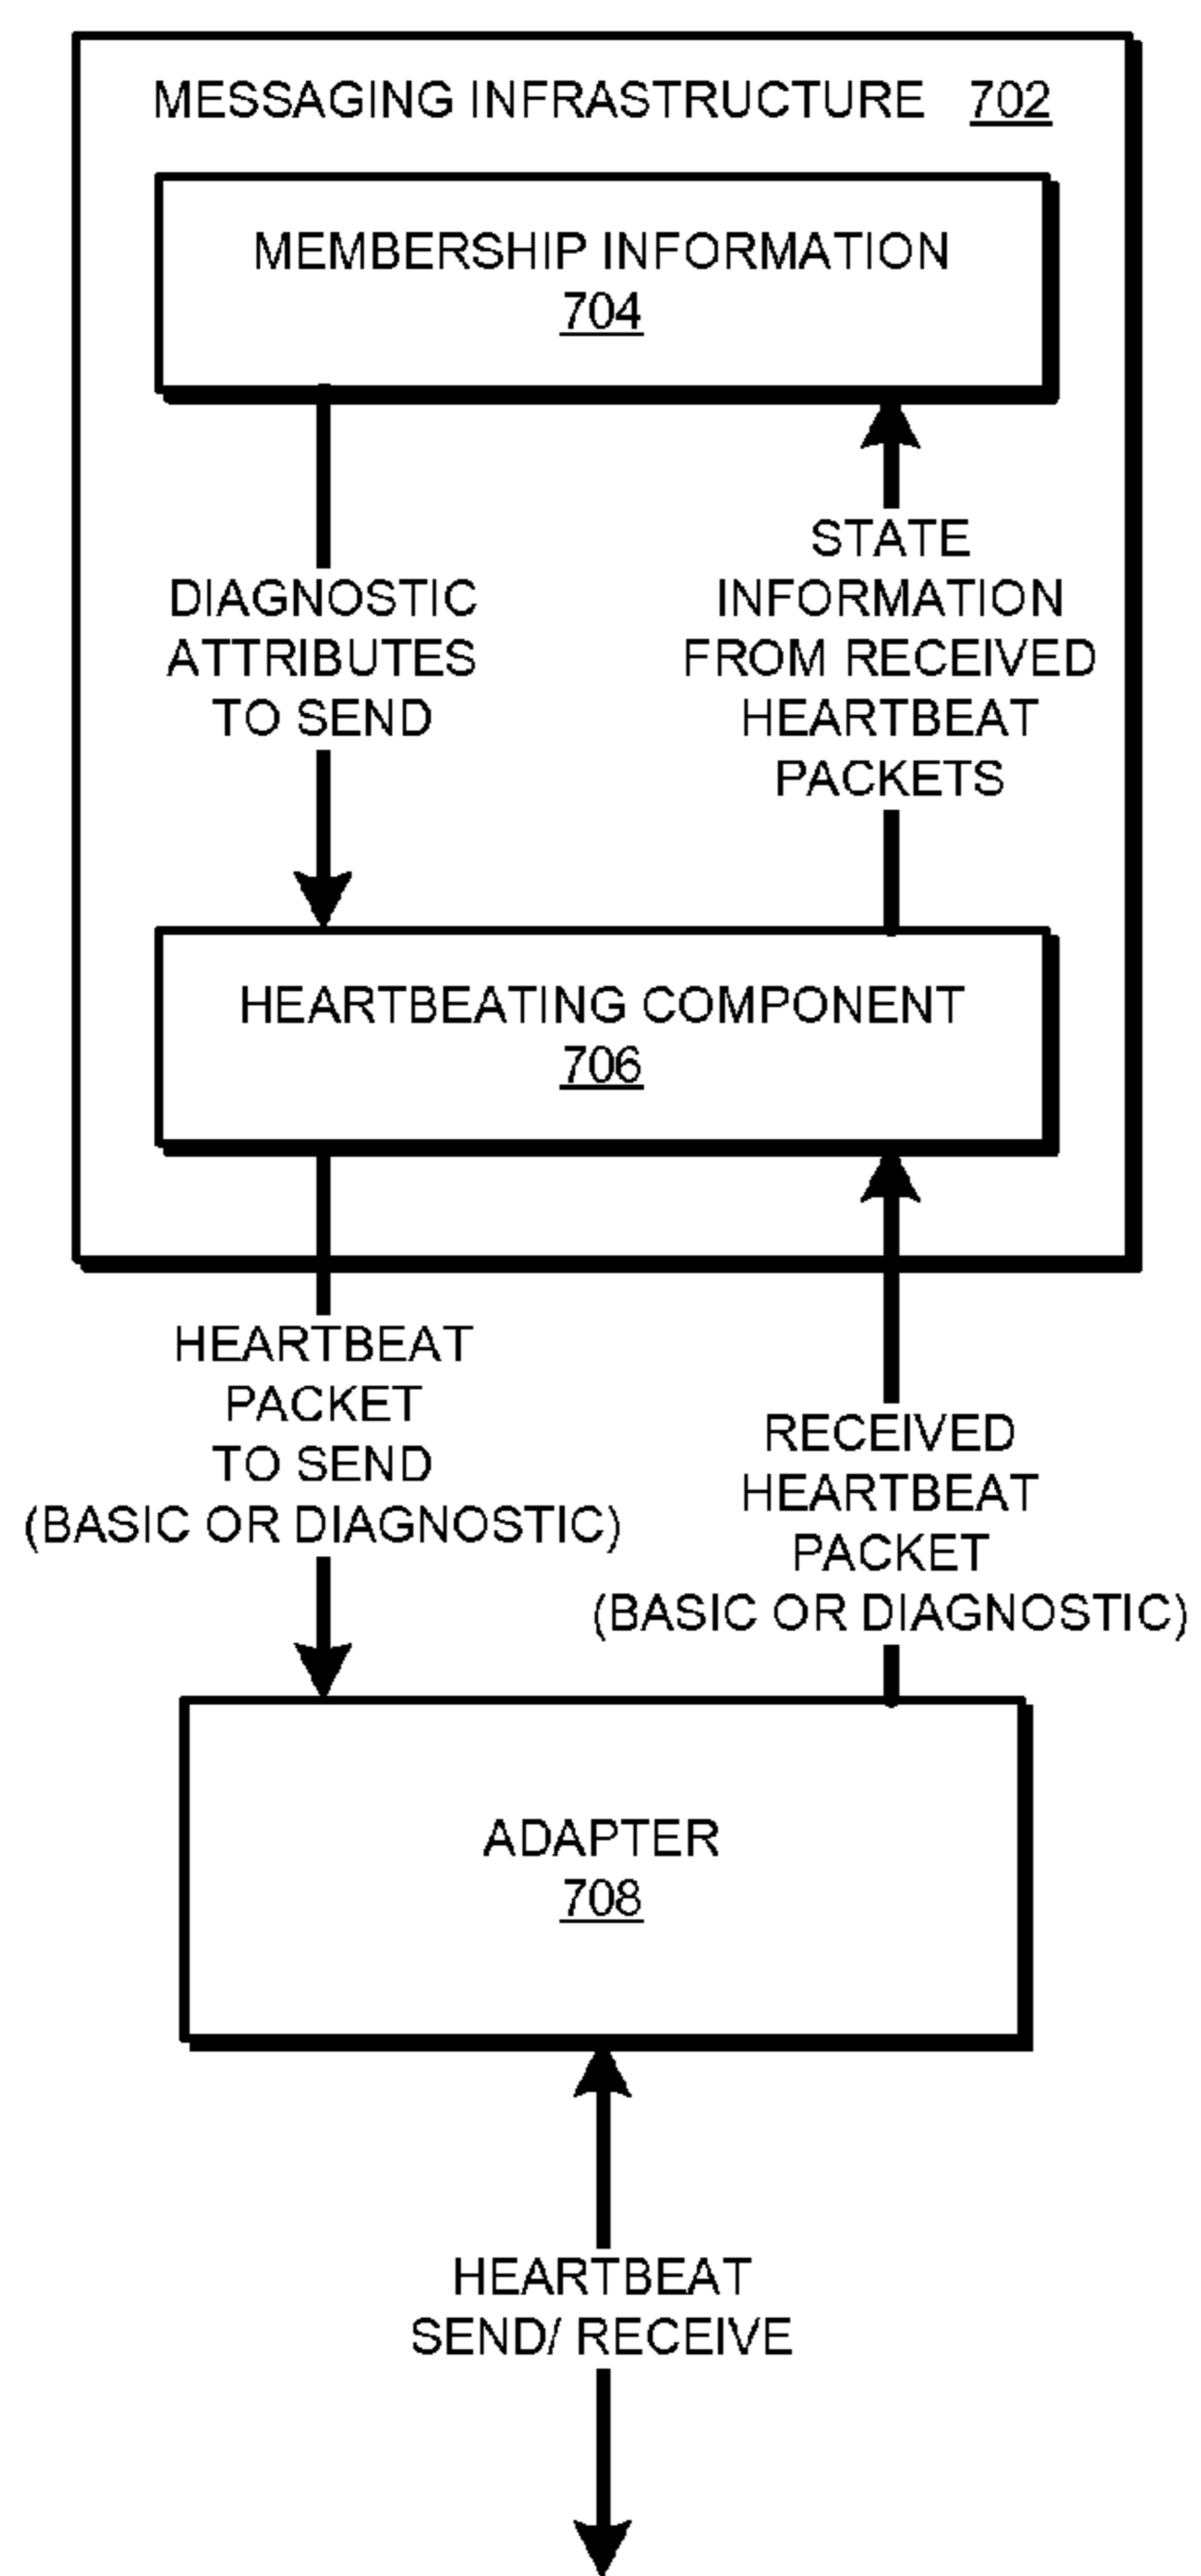 MESSAGING INFRASTRUCTURE 702
MEMBERSHIP INFORMATION
704
DIAGNOSTIC
ATTRIBUTES
TO SEND
STATE
INFORMATION
FROM RECEIVED
HEARTBEAT
PACKETS
HEARTBEATING COMPONENT
706
HEARTBEAT
PACKET
TO SEND
(BASIC OR DIAGNOSTIC)
RECEIVED
HEARTBEAT
PACKET
(BASIC OR DIAGNOSTIC)
ADAPTER
708
HEARTBEAT
SEND/ RECEIVE